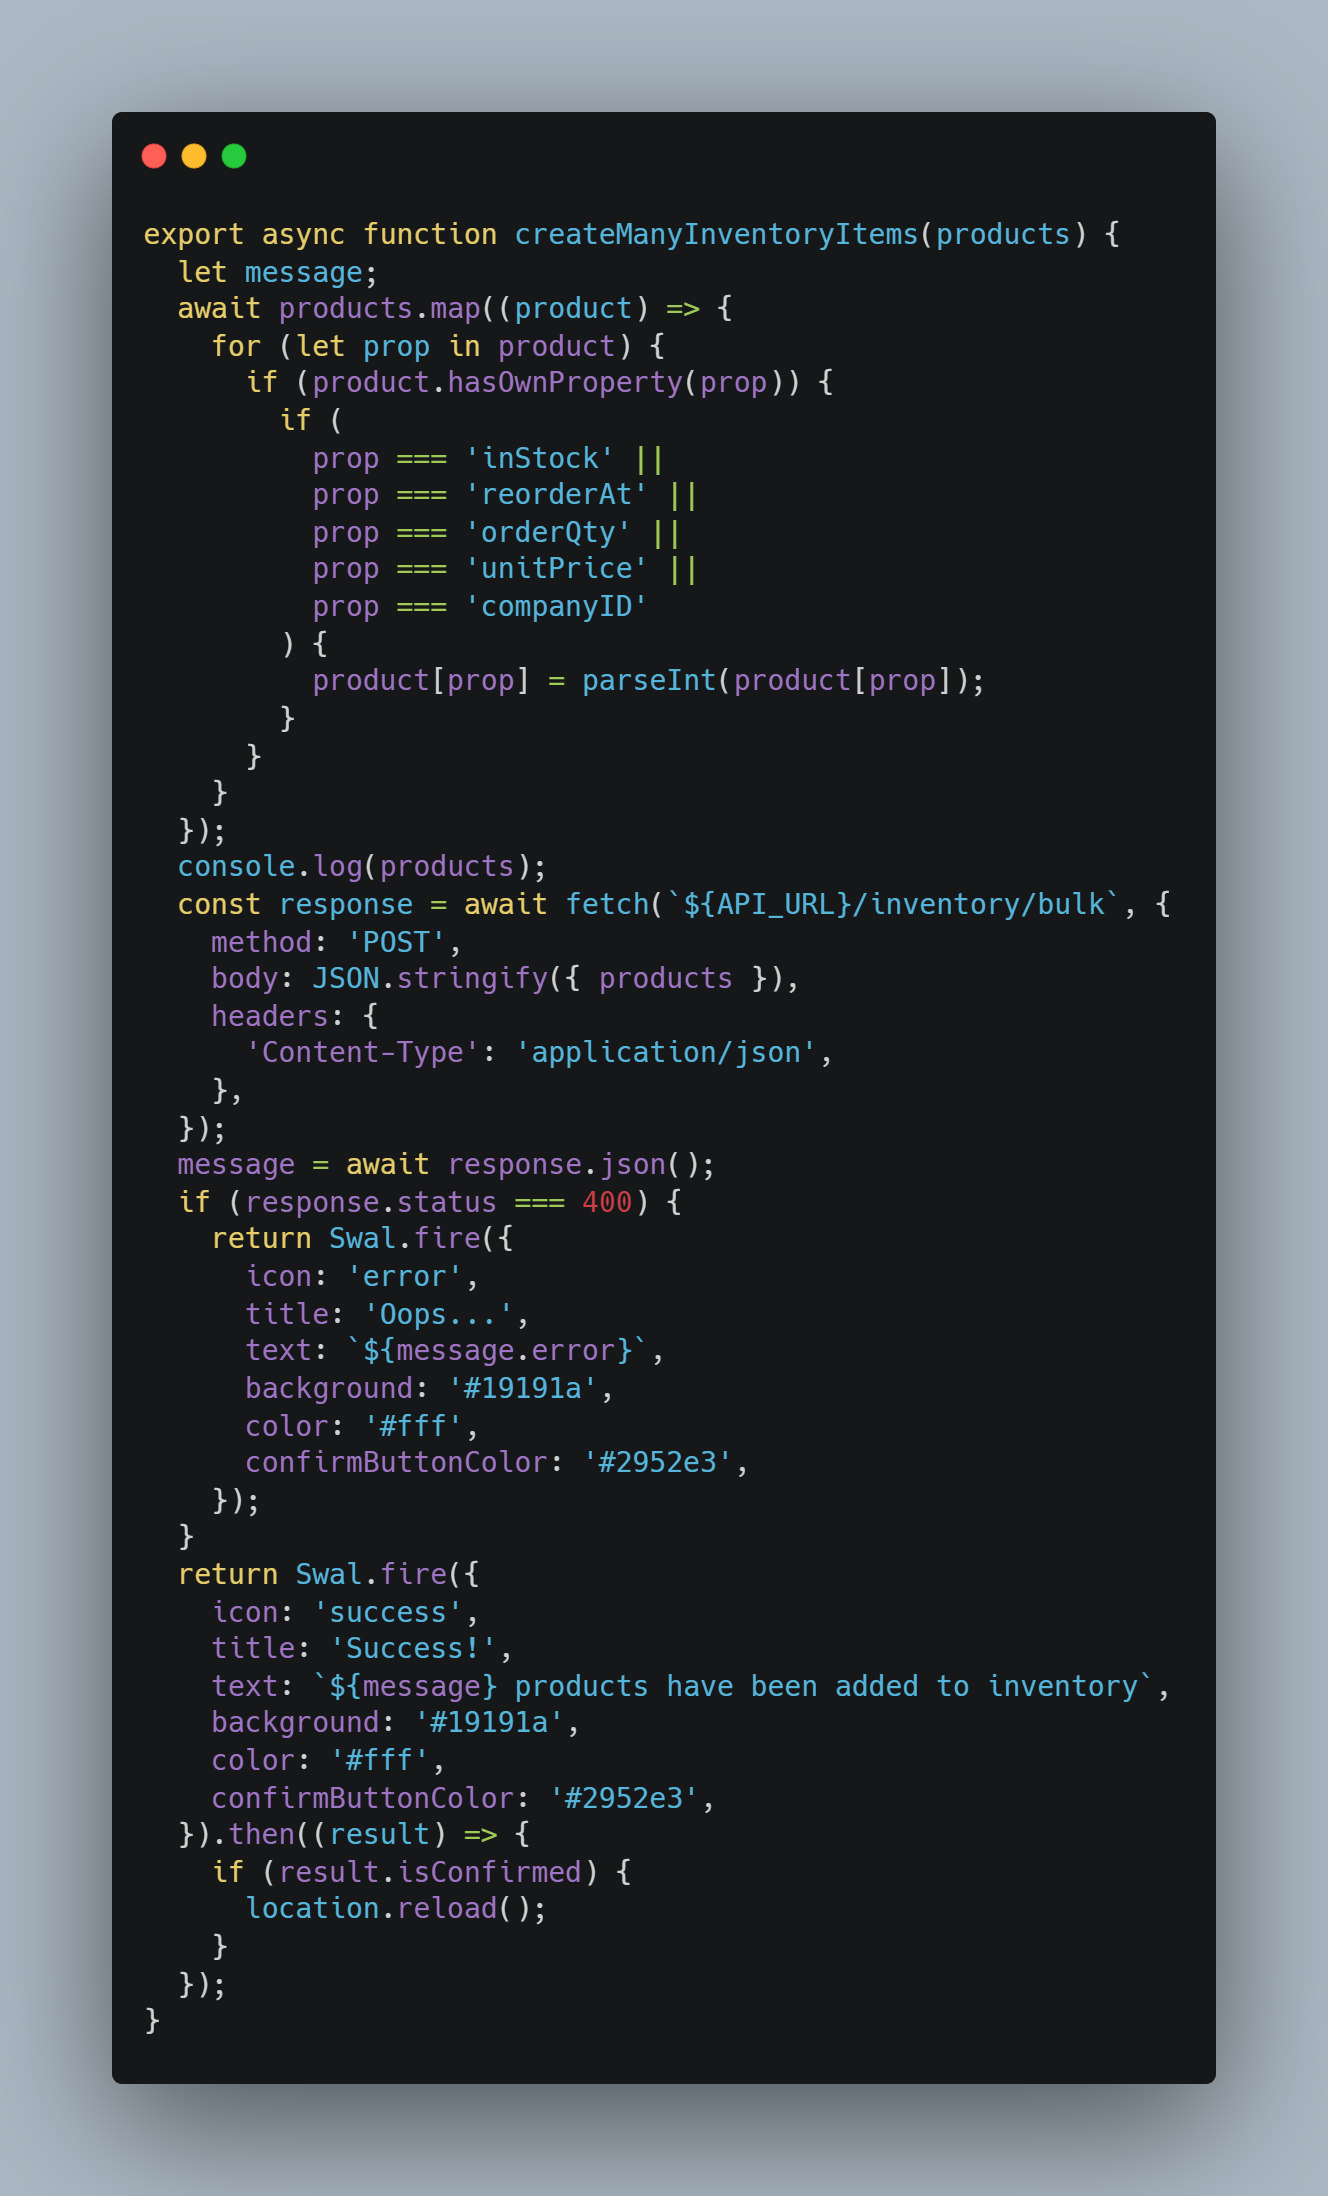 export async function createManyInventoryItems(products) {
  let message;
  await products.map((product) => {
    for (let prop in product) {
      if (product.hasOwnProperty(prop)) {
        if (
          prop === 'inStock' ||
          prop === 'reorderAt' ||
          prop === 'orderQty' ||
          prop === 'unitPrice' ||
          prop === 'companyID'
        ) {
          product[prop] = parseInt(product[prop]);
        }
      }
    }
  });
  console.log(products);
  const response = await fetch(`${API_URL}/inventory/bulk`, {
    method: 'POST',
    body: JSON.stringify({ products }),
    headers: {
      'Content-Type': 'application/json',
    },
  });
  message = await response.json();
  if (response.status === 400) {
    return Swal.fire({
      icon: 'error',
      title: 'Oops...',
      text: `${message.error}`,
      background: '#19191a',
      color: '#fff',
      confirmButtonColor: '#2952e3',
    });
  }
  return Swal.fire({
    icon: 'success',
    title: 'Success!',
    text: `${message} products have been added to inventory`,
    background: '#19191a',
    color: '#fff',
    confirmButtonColor: '#2952e3',
  }).then((result) => {
    if (result.isConfirmed) {
      location.reload();
    }
  });
}